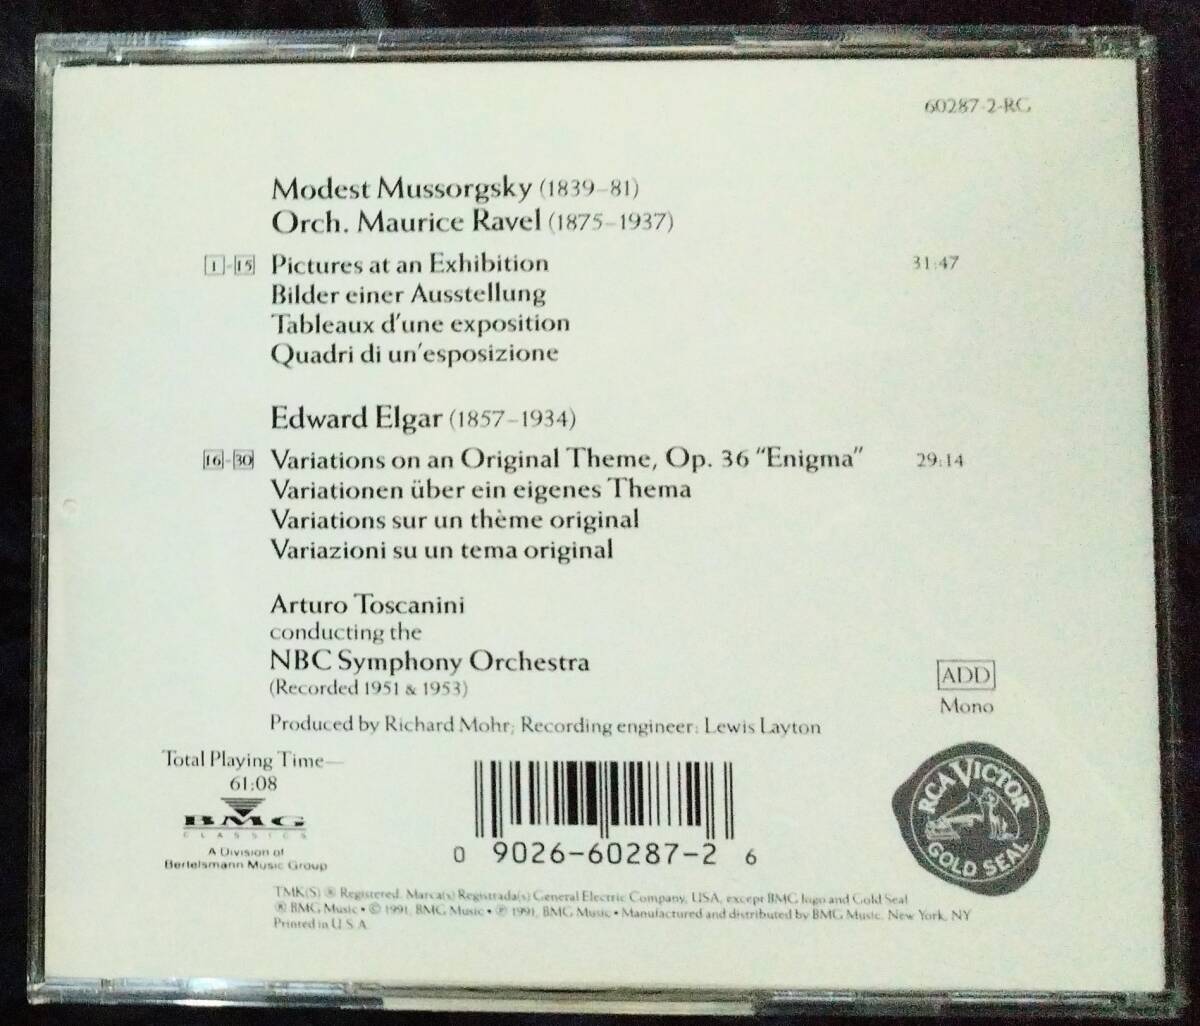 60287-2-RG
Modest Mussorgsky (1839-81)
Orch. Maurice Ravel (1875-1937)
1-15 Pictures at an Exhibition 31:47
Bilder einer Ausstellung
Tableaux d'une exposition
Quadri di un'esposizione
Edward Elgar (1857-1934)
16-30 Variations on an Original Theme, Op. 36 "Enigma" 29:14
Variationen über ein eigenes Thema
Variations sur un thème original
Variazioni su un tema original
Arturo Toscanini
conducting the
NBC Symphony Orchestra
(Recorded 1951 & 1953)
ADD
Mono
Produced by Richard Mohr; Recording engineer: Lewis Layton
Total Playing Time—
61:08
BMG
CLASSICS
A Division of
Bertelsmann Music Group
0 9026-60287-2 6
RCA VICTOR
GOLD SEAL
TMK(S) ® Registered. Marca(s) Registrada(s) General Electric Company, USA, except BMG logo and Gold Seal
® BMG Music • © 1991, BMG Music • ℗ 1991, BMG Music • Manufactured and distributed by BMG Music, New York, NY
Printed in U.S.A.